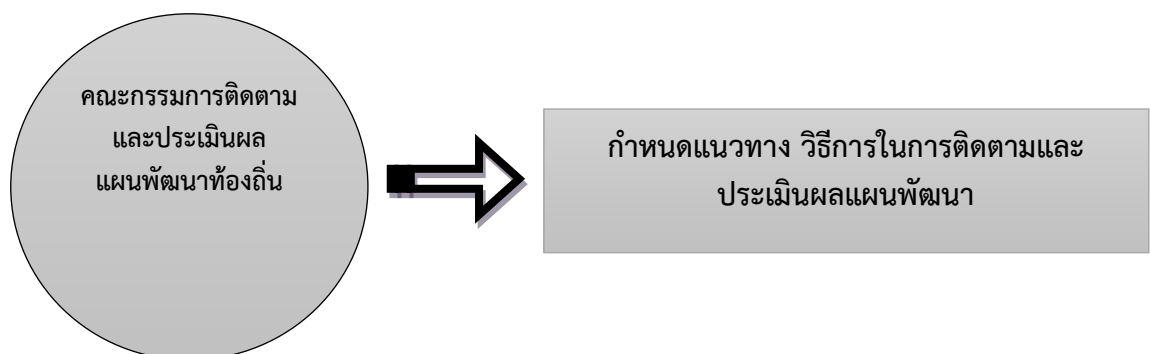 คณะกรรมการติดตาม
และประเมินผล
แผนพัฒนาท้องถิ่น
กำหนดแนวทาง วิธีการในการติดตามและ
ประเมินผลแผนพัฒนา